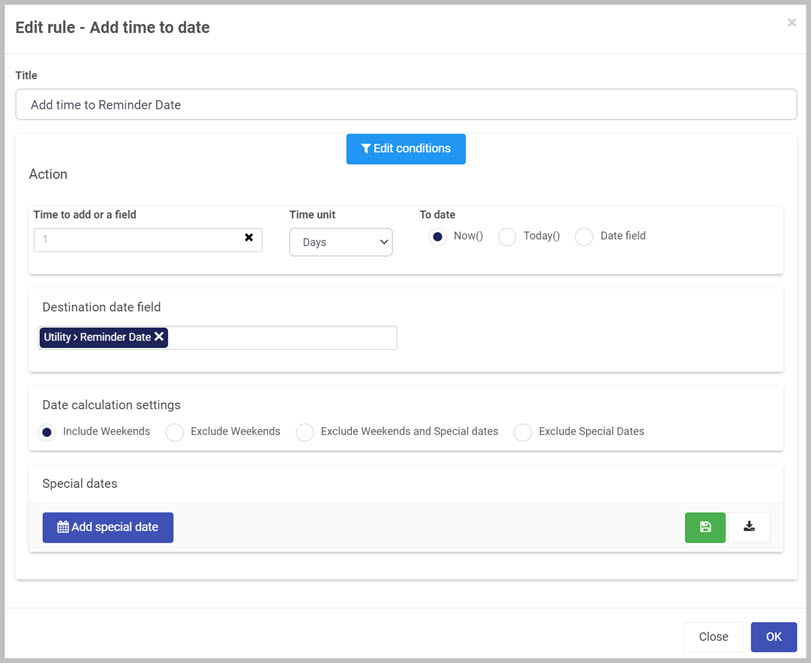 Edit rule - Add time to date
×
Title
Add time to Reminder Date
Edit conditions
Action
Time to add or a field Time unit To date
1 Days Now() Today() Date field
Destination date field
Utility > Reminder Date
Date calculation settings
Include Weekends Exclude Weekends Exclude Weekends and Special dates Exclude Special Dates
Special dates
Add special date
Close OK